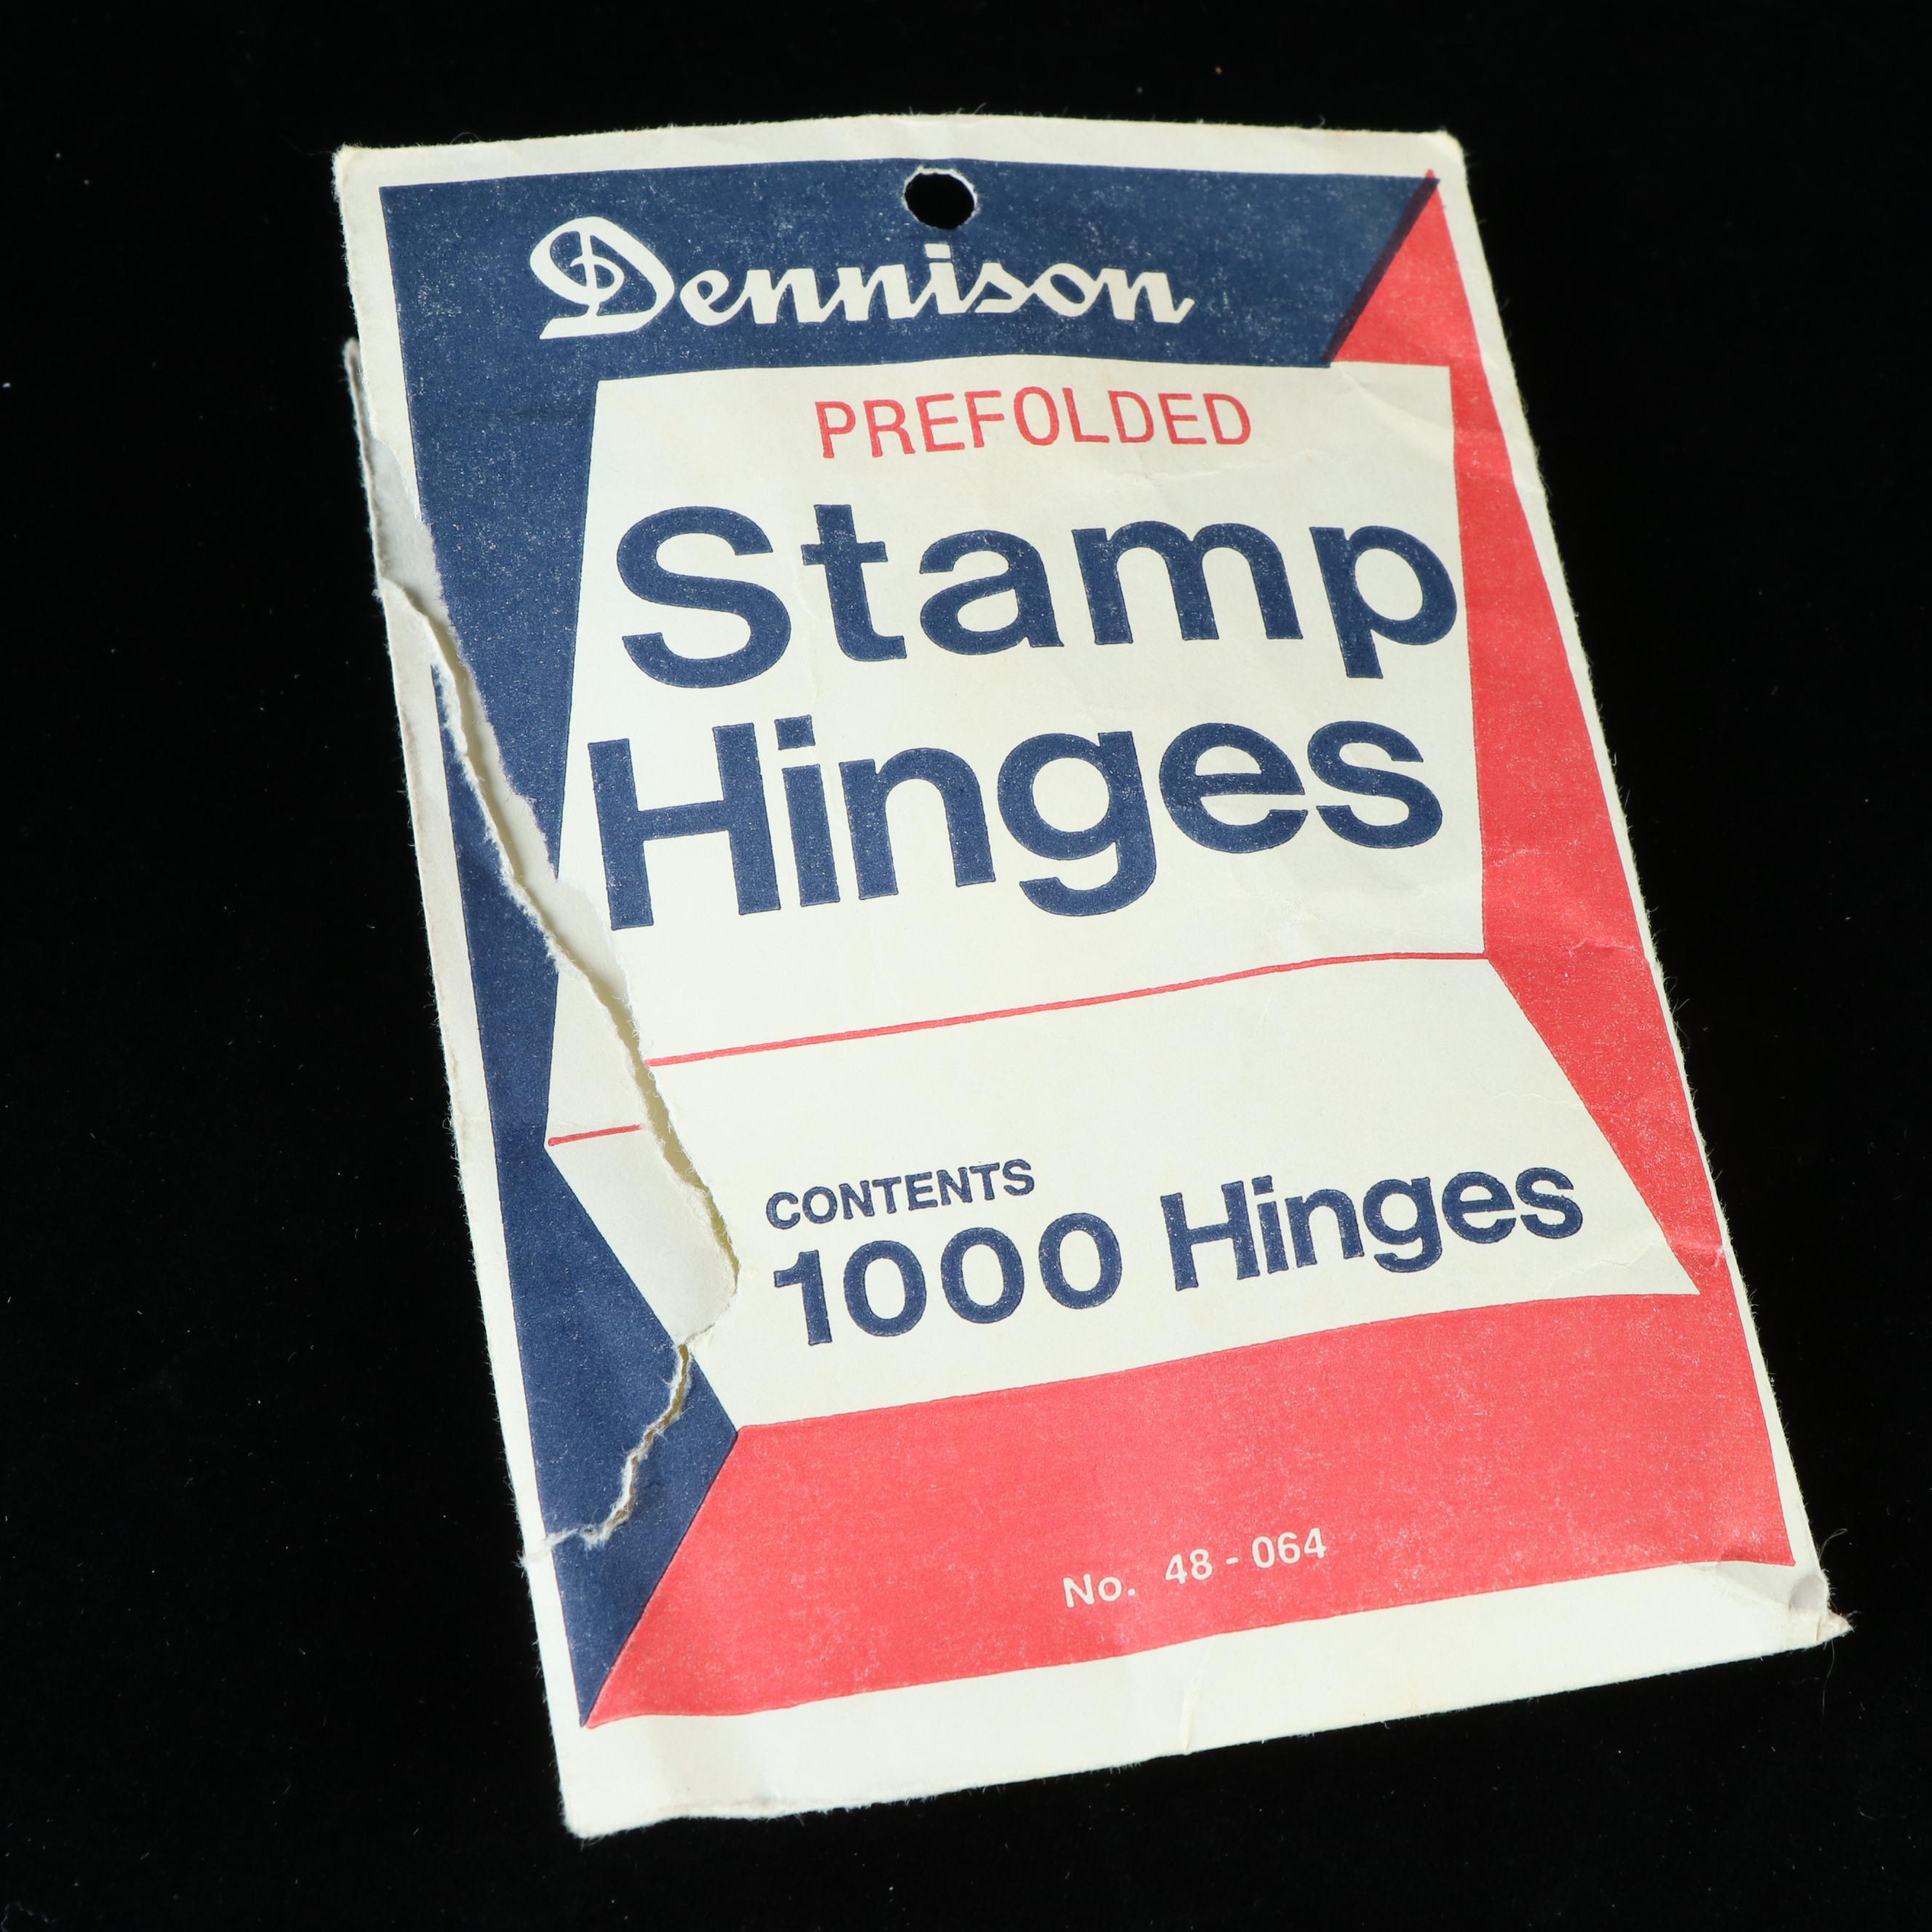 Dennison
PREFOLDED
Stamp
Hinges
CONTENTS
1000 Hinges
No. 48-064